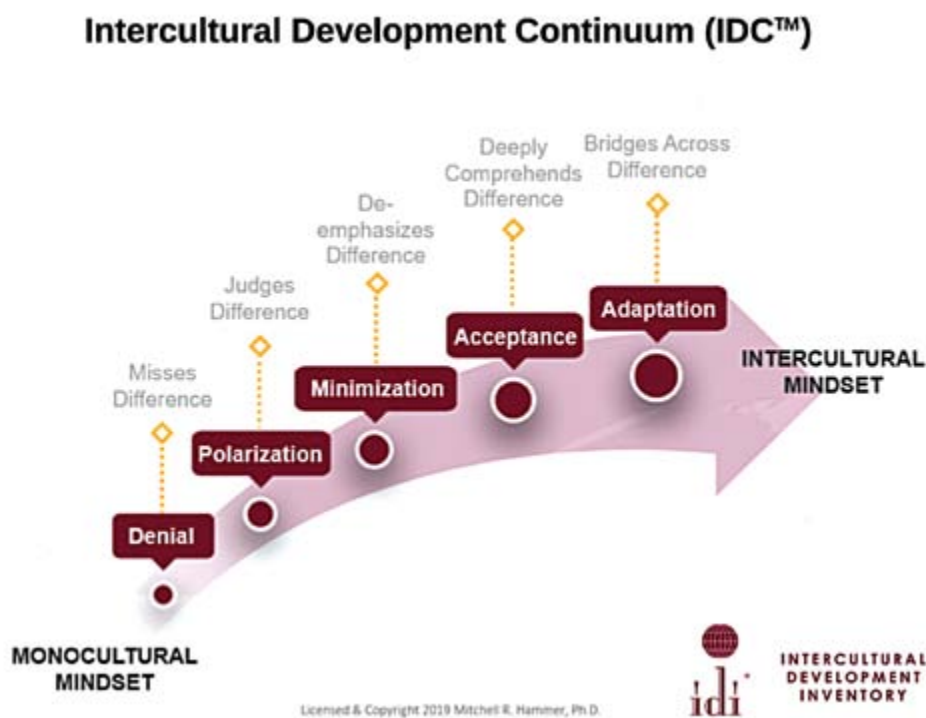 Intercultural Development Continuum (IDC™)
Misses
Difference
Judges
Difference
De-
emphasizes
Difference
Deeply
Comprehends
Difference
Bridges Across
Difference
Denial
Polarization
Minimization
Acceptance
Adaptation
MONOCULTURAL
MINDSET
INTERCULTURAL
MINDSET
idi
INTERCULTURAL
DEVELOPMENT
INVENTORY
Licensed & Copyright 2019 Mitchell R. Hammer, Ph.D.